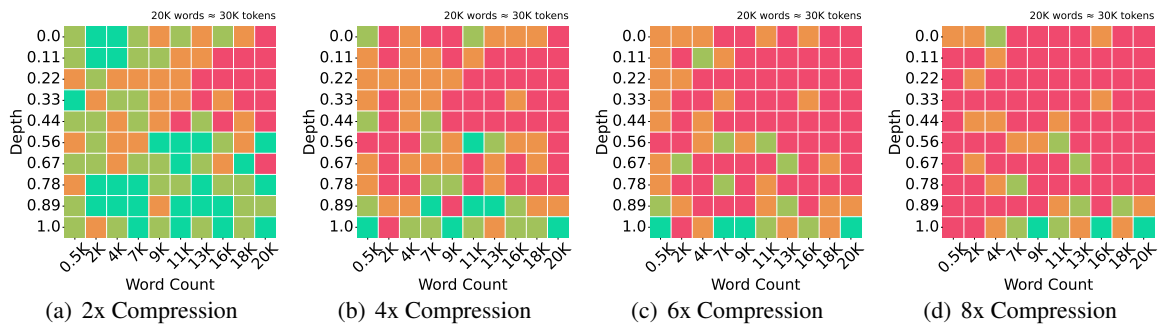 20K words ≈ 30K tokens
Depth
0.0
0.11
0.22
0.33
0.44
0.56
0.67
0.78
0.89
1.0
0.5K 2K 4K 7K 9K 11K 13K 16K 18K 20K
Word Count
(a) 2x Compression
20K words ≈ 30K tokens
Depth
0.0
0.11
0.22
0.33
0.44
0.56
0.67
0.78
0.89
1.0
0.5K 2K 4K 7K 9K 11K 13K 16K 18K 20K
Word Count
(b) 4x Compression
20K words ≈ 30K tokens
Depth
0.0
0.11
0.22
0.33
0.44
0.56
0.67
0.78
0.89
1.0
0.5K 2K 4K 7K 9K 11K 13K 16K 18K 20K
Word Count
(c) 6x Compression
20K words ≈ 30K tokens
Depth
0.0
0.11
0.22
0.33
0.44
0.56
0.67
0.78
0.89
1.0
0.5K 2K 4K 7K 9K 11K 13K 16K 18K 20K
Word Count
(d) 8x Compression